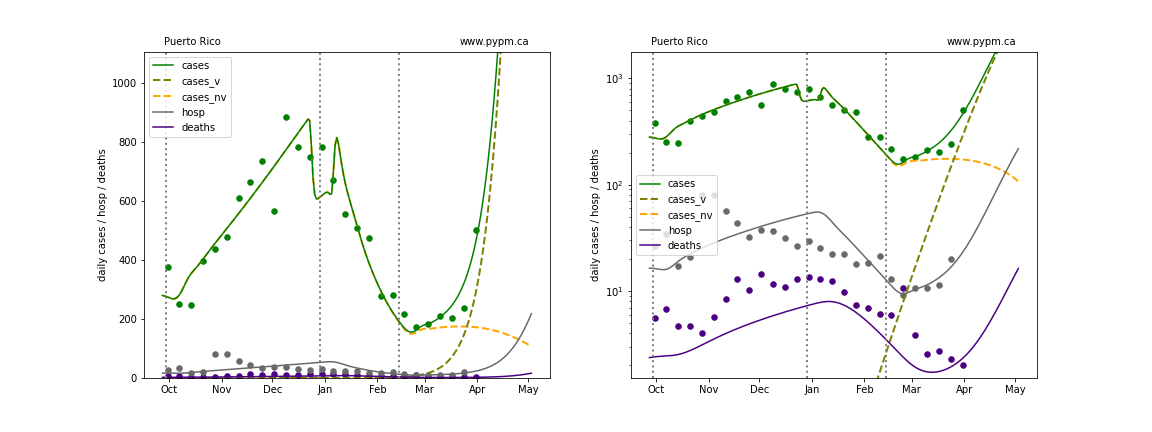 Puerto Rico
www.pypm.ca
daily cases / hosp / deaths
1000
800
600
400
200
0
cases
cases_v
cases_nv
hosp
deaths
Oct
Nov
Dec
Jan
Feb
Mar
Apr
May
Puerto Rico
www.pypm.ca
daily cases / hosp / deaths
10³
10²
10¹
cases
cases_v
cases_nv
hosp
deaths
Oct
Nov
Dec
Jan
Feb
Mar
Apr
May